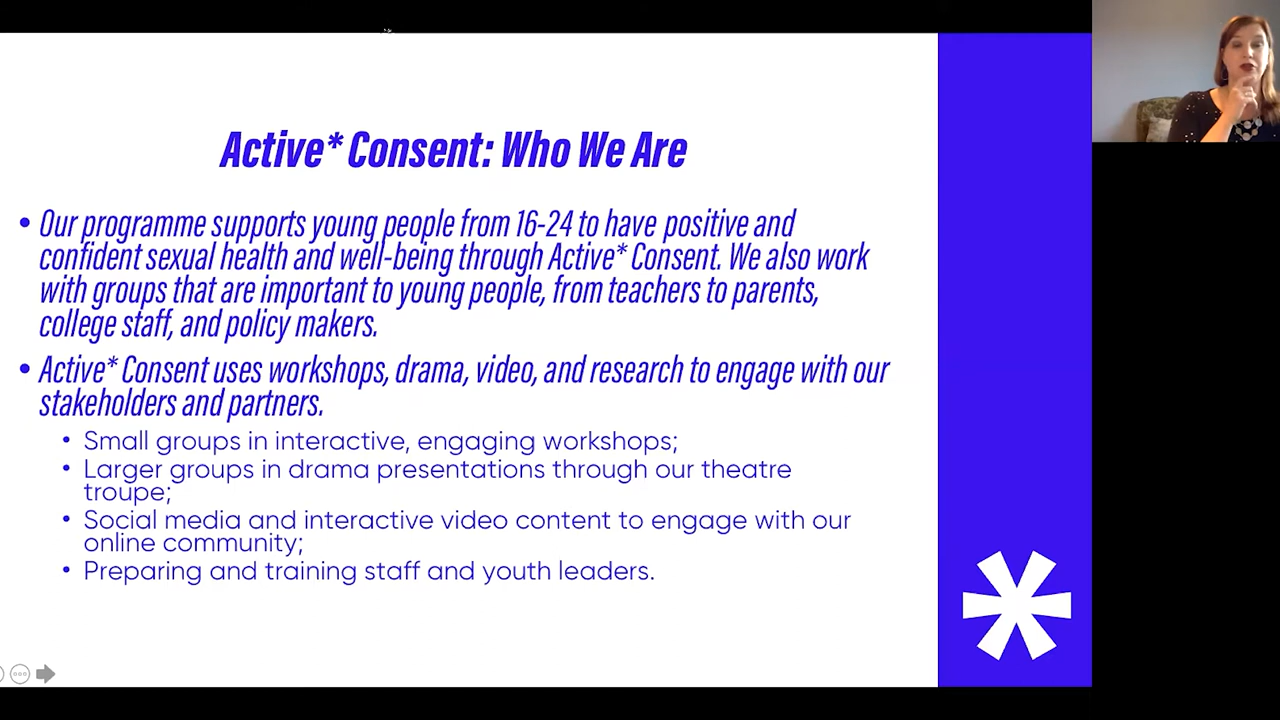 Active* Consent: Who We Are
• Our programme supports young people from 16-24 to have positive and
confident sexual health and well-being through Active* Consent. We also work
with groups that are important to young people, from teachers to parents,
college staff, and policy makers.
• Active* Consent uses workshops, drama, video, and research to engage with our
stakeholders and partners.
• Small groups in interactive, engaging workshops;
• Larger groups in drama presentations through our theatre
troupe;
• Social media and interactive video content to engage with our
online community;
• Preparing and training staff and youth leaders.